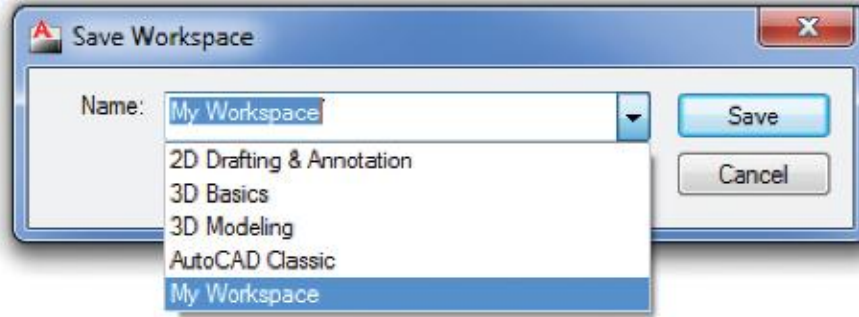 Save Workspace
Name: My Workspace Save
2D Drafting & Annotation
3D Basics Cancel
3D Modeling
AutoCAD Classic
My Workspace